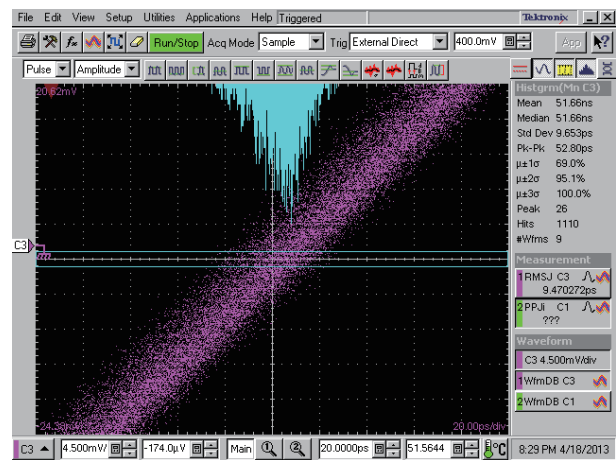 File Edit View Setup Utilities Applications Help Triggered Tektronix
Run/Stop Acq Mode Sample Trig External Direct 400.0mV App
Pulse Amplitude
20.62mV
C3
-24.38mV
20.00ps/div
Histgrm(Mn C3)
Mean 51.66ns
Median 51.66ns
Std Dev 9.653ps
Pk-Pk 52.80ps
µ±1σ 69.0%
µ±2σ 95.1%
µ±3σ 100.0%
Peak 26
Hits 1110
#Wfms 9
Measurement
1 RMSJ C3
9.470272ps
2 PPJi C1
???
Waveform
C3 4.500mV/div
1 WfmDB C3
2 WfmDB C1
C3 4.500mV/ -174.0µV Main 20.0000ps 51.5644 °C 8:29 PM 4/18/2013